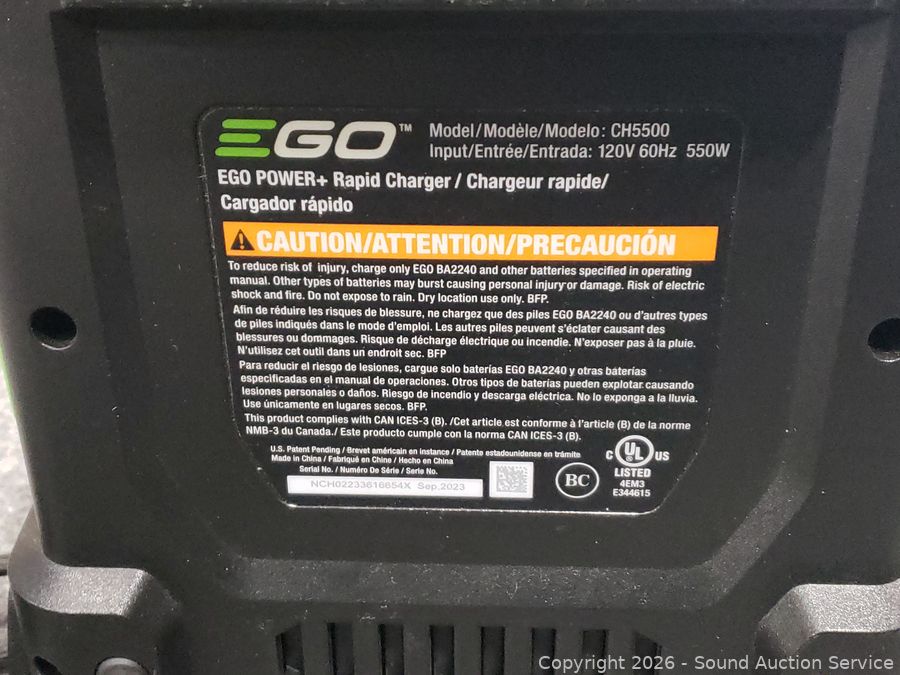 EGO™
Model/Modèle/Modelo: CH5500
Input/Entrée/Entrada: 120V 60Hz 550W
EGO POWER+ Rapid Charger / Chargeur rapide/
Cargador rápido
CAUTION/ATTENTION/PRECAUCIÓN
To reduce risk of injury, charge only EGO BA2240 and other batteries specified in operating
manual. Other types of batteries may burst causing personal injury or damage. Risk of electric
shock and fire. Do not expose to rain. Dry location use only. BFP.
Afin de réduire les risques de blessure, ne chargez que des piles EGO BA2240 ou d'autres types
de piles indiqués dans le mode d'emploi. Les autres piles peuvent s'éclater causant des
blessures ou dommages. Risque de décharge électrique ou incendie. N'exposer pas à la pluie.
N'utilisez cet outil dans un endroit sec. BFP
Para reducir el riesgo de lesiones, cargue solo baterías EGO BA2240 y otras baterías
especificadas en el manual de operaciones. Otros tipos de baterías pueden explotar causando
lesiones personales o daños. Riesgo de incendio y descarga eléctrica. No lo exponga a la lluvia.
Use únicamente en lugares secos. BFP.
This product complies with CAN ICES-3 (B). /Cet article est conforme à l'article (B) de la norme
NMB-3 du Canada./ Este producto cumple con la norma CAN ICES-3 (B).
U.S. Patent Pending / Brevet américain en instance / Patente estadounidense en trámite
Made in China / Fabriqué en Chine / Hecho en China
Serial No. / Numéro De Série / Serie No.
NCH02233616654X Sep,2023
BC
C UL US
LISTED
4EM3
E344615
Copyright 2026 - Sound Auction Service